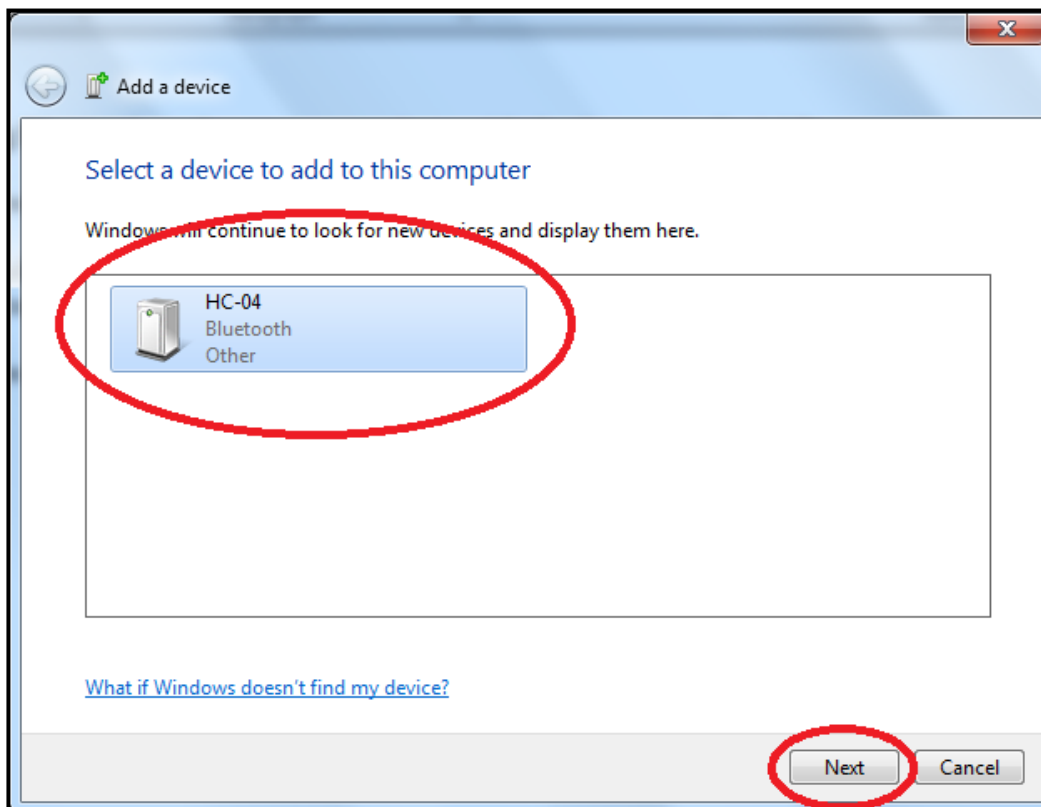 Add a device
Select a device to add to this computer
Windows will continue to look for new devices and display them here.
HC-04
Bluetooth
Other
What if Windows doesn't find my device?
Next
Cancel